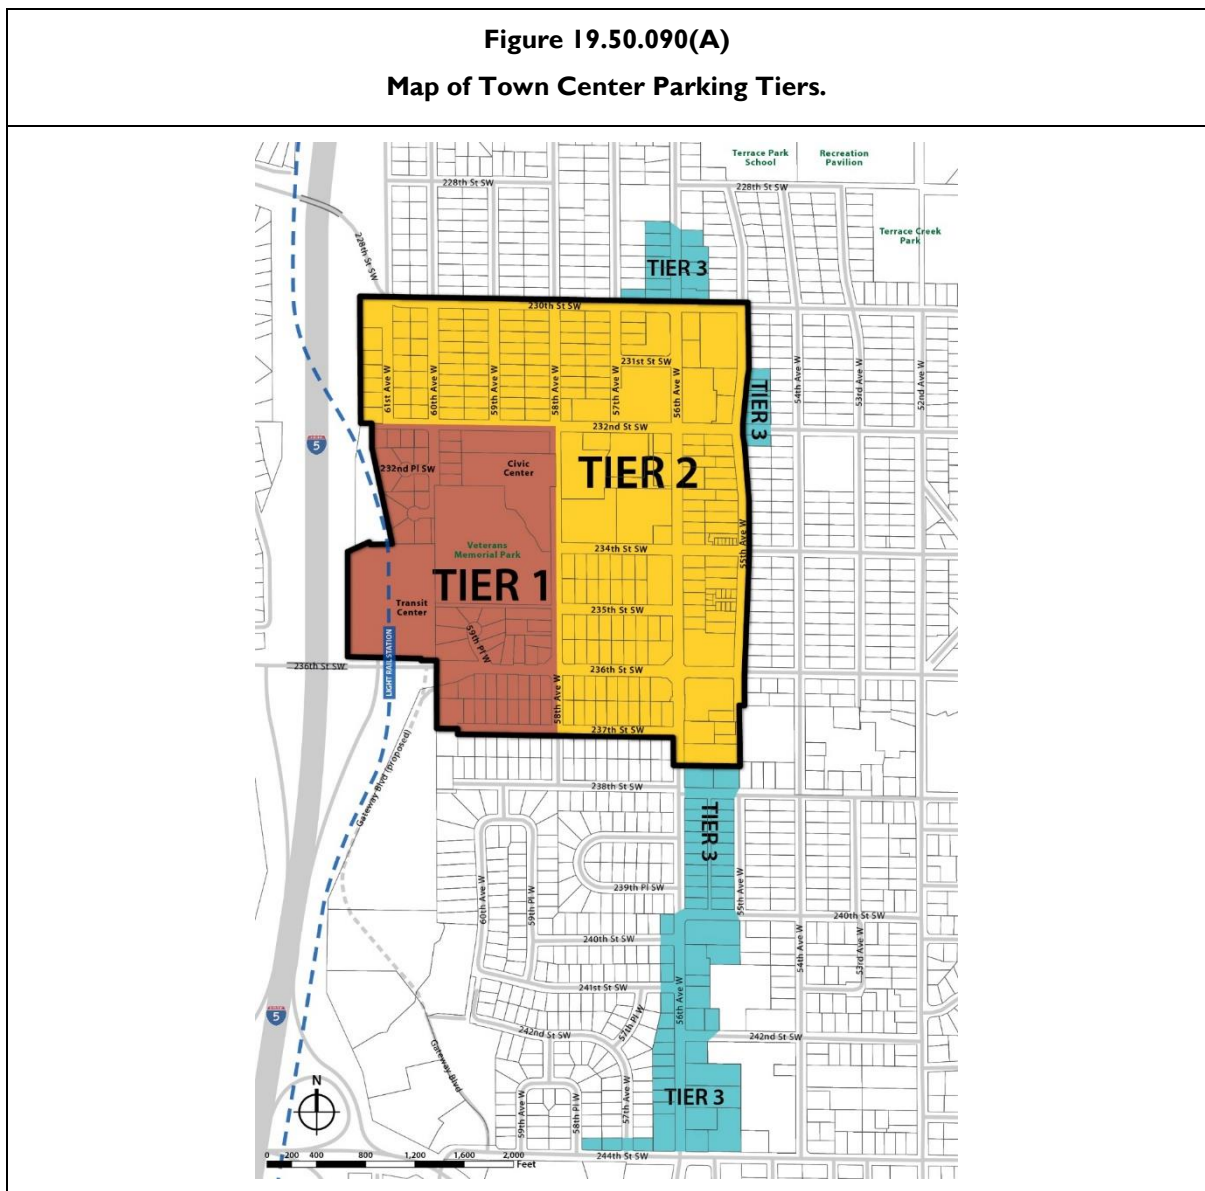 Figure 19.50.090(A)
Map of Town Center Parking Tiers.
Terrace Park
School
Recreation
Pavilion
228th St SW
228th St SW
228th St SW
Terrace Creek
Park
TIER 3
230th St SW
231st St SW
61st Ave W
60th Ave W
59th Ave W
58th Ave W
57th Ave W
56th Ave W
54th Ave W
53rd Ave W
52nd Ave W
TIER 3
232nd St SW
5
232nd Pl SW
Civic
Center
TIER 2
Veterans
Memorial Park
234th St SW
55th Ave W
TIER 1
Transit
Center
235th St SW
59th Pl W
236th St SW
236th St SW
LIGHT RAIL STATION
58th Ave W
237th St SW
Gateway Blvd (proposed)
238th St SW
TIER 3
239th Pl SW
60th Ave W
59th Pl W
55th Ave W
240th St SW
240th St SW
54th Ave W
53rd Ave W
241st St SW
56th Ave W
5
242nd St SW
57th Pl W
242nd St SW
Gateway Blvd
N
59th Ave W
58th Pl W
57th Ave W
TIER 3
244th St SW
0 200 400 800 1,200 1,600 2,000
Feet